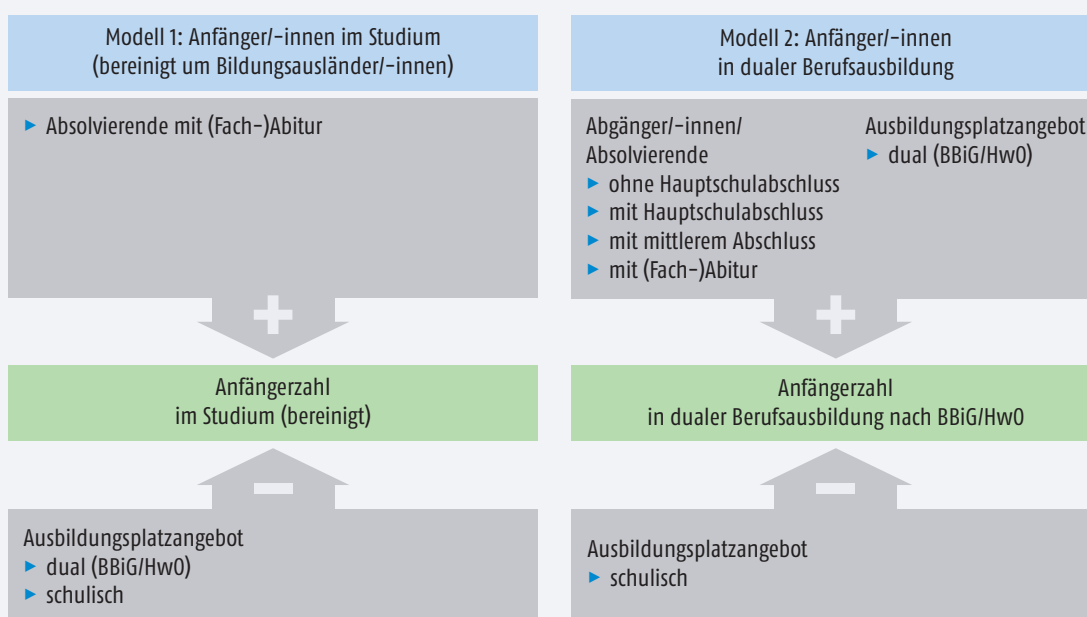 Modell 1: Anfänger/-innen im Studium
(bereinigt um Bildungsausländer/-innen)
▶ Absolvierende mit (Fach-)Abitur
+
Anfängerzahl
im Studium (bereinigt)
−
Ausbildungsplatzangebot
▶ dual (BBiG/HwO)
▶ schulisch
Modell 2: Anfänger/-innen
in dualer Berufsausbildung
Abgänger/-innen/
Absolvierende
▶ ohne Hauptschulabschluss
▶ mit Hauptschulabschluss
▶ mit mittlerem Abschluss
▶ mit (Fach-)Abitur
Ausbildungsplatzangebot
▶ dual (BBiG/HwO)
+
Anfängerzahl
in dualer Berufsausbildung nach BBiG/HwO
−
Ausbildungsplatzangebot
▶ schulisch